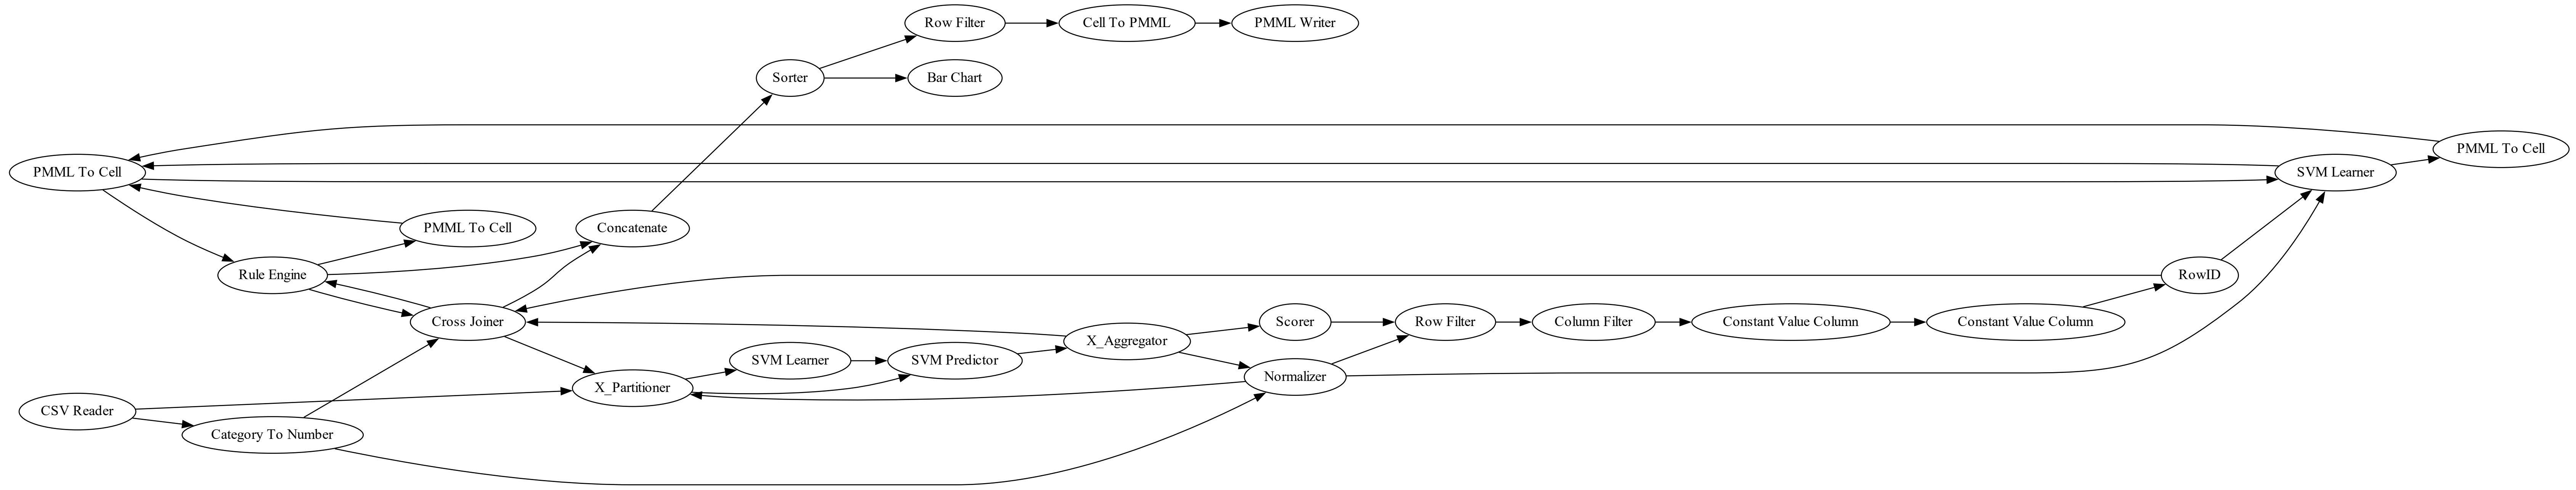 Row Filter
Cell To PMML
PMML Writer
Sorter
Bar Chart
PMML To Cell
PMML To Cell
SVM Learner
PMML To Cell
Concatenate
Rule Engine
RowID
Cross Joiner
Scorer
Row Filter
Column Filter
Constant Value Column
Constant Value Column
X_Aggregator
SVM Learner
SVM Predictor
Normalizer
X_Partitioner
CSV Reader
Category To Number